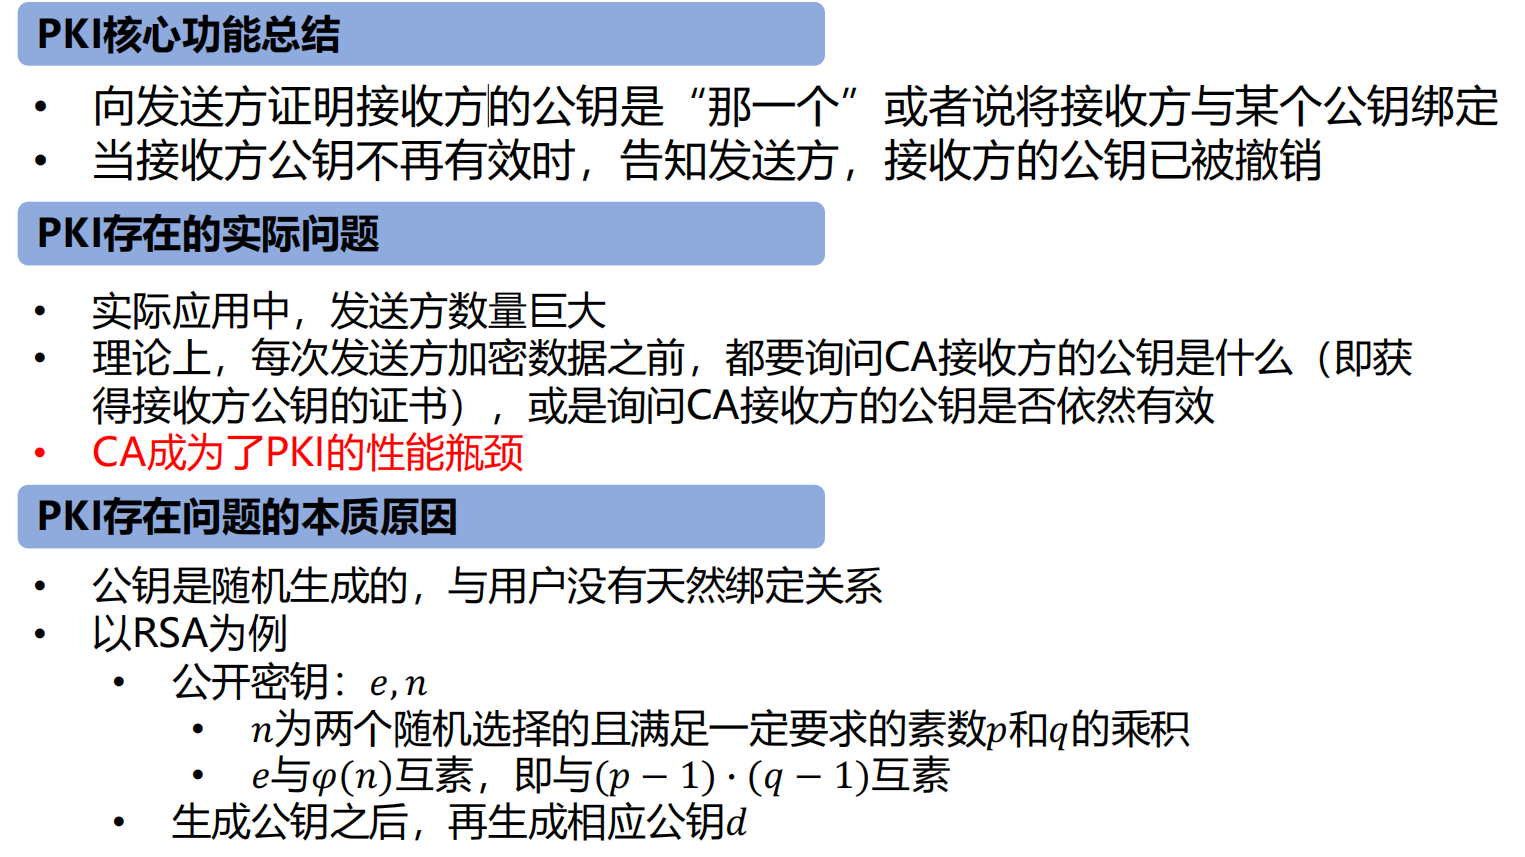 PKI核心功能总结
• 向发送方证明接收方的公钥是“那一个”或者说将接收方与某个公钥绑定
• 当接收方公钥不再有效时，告知发送方，接收方的公钥已被撤销
PKI存在的实际问题
• 实际应用中，发送方数量巨大
• 理论上，每次发送方加密数据之前，都要询问CA接收方的公钥是什么（即获
得接收方公钥的证书），或是询问CA接收方的公钥是否依然有效
• CA成为了PKI的性能瓶颈
PKI存在问题的本质原因
• 公钥是随机生成的，与用户没有天然绑定关系
• 以RSA为例
• 公开密钥：e, n
• n为两个随机选择的且满足一定要求的素数p和q的乘积
• e与φ(n)互素，即与(p − 1) · (q − 1)互素
• 生成公钥之后，再生成相应公钥d